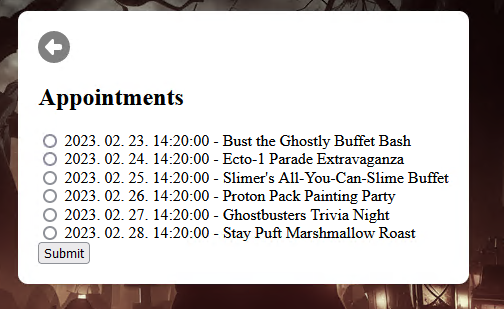 Appointments
2023. 02. 23. 14:20:00 - Bust the Ghostly Buffet Bash
2023. 02. 24. 14:20:00 - Ecto-1 Parade Extravaganza
2023. 02. 25. 14:20:00 - Slimer's All-You-Can-Slime Buffet
2023. 02. 26. 14:20:00 - Proton Pack Painting Party
2023. 02. 27. 14:20:00 - Ghostbusters Trivia Night
2023. 02. 28. 14:20:00 - Stay Puft Marshmallow Roast
Submit